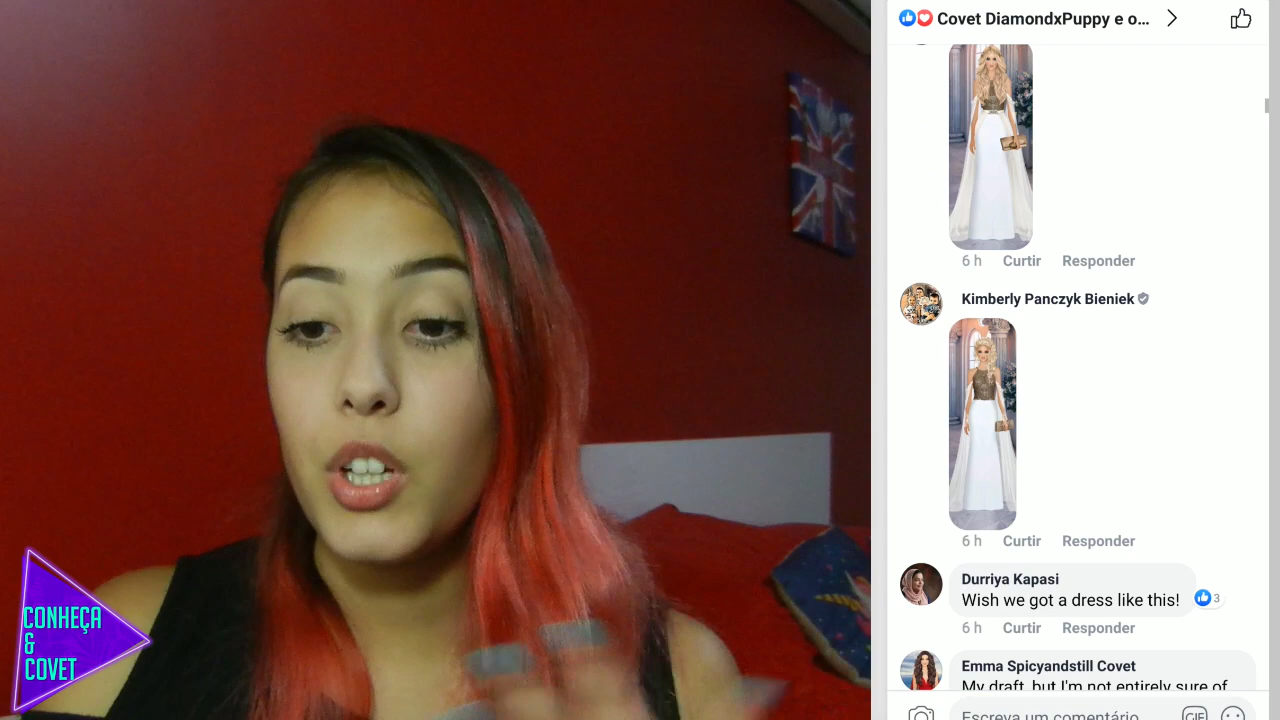 Covet DiamondxPuppy e o...
6 h Curtir Responder
Kimberly Panczyk Bieniek
6 h Curtir Responder
Durriya Kapasi
Wish we got a dress like this!
3
6 h Curtir Responder
Emma Spicyandstill Covet
My draft, but I'm not entirely sure of
Escreva um comentário
GIF
CONHEÇA
&
COVET